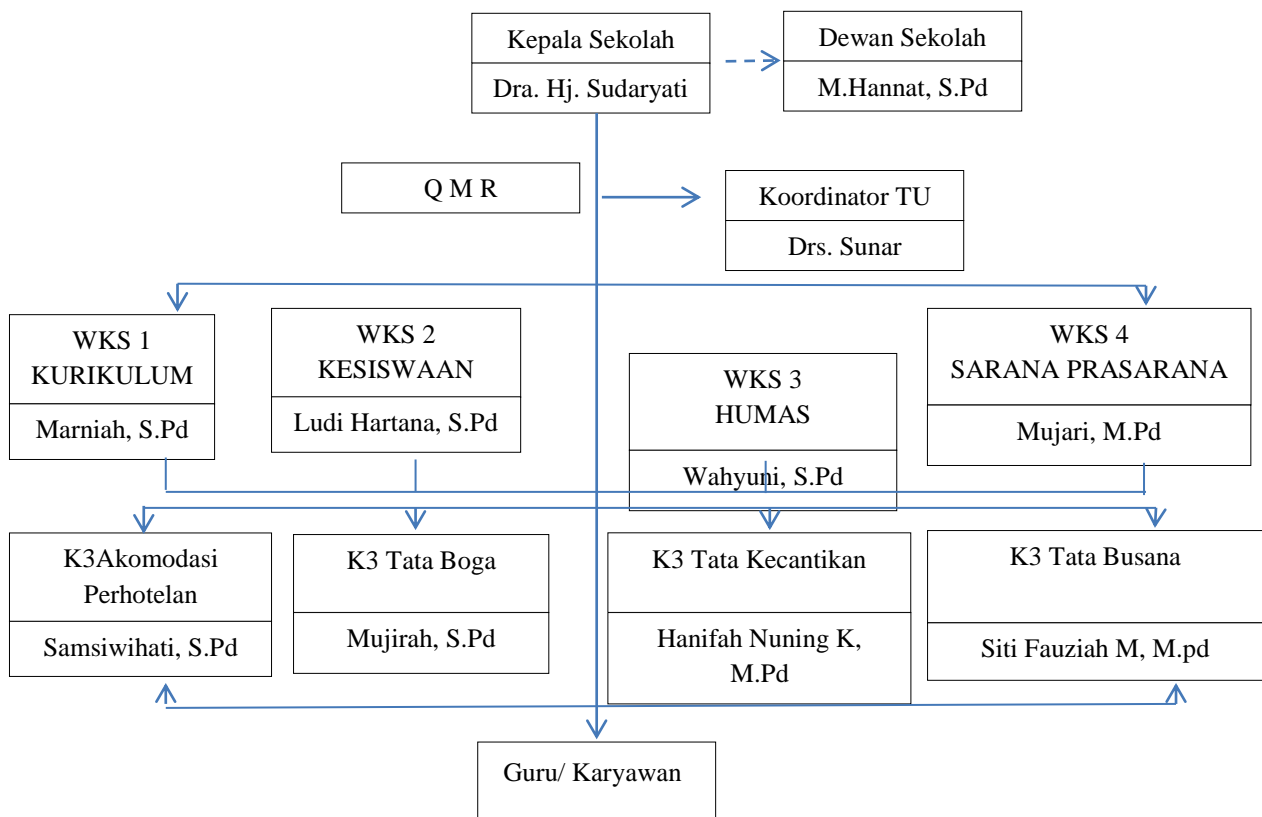 Kepala Sekolah
Dra. Hj. Sudaryati
Dewan Sekolah
M.Hannat, S.Pd
Q M R
Koordinator TU
Drs. Sunar
WKS 1
KURIKULUM
Marniah, S.Pd
WKS 2
KESISWAAN
Ludi Hartana, S.Pd
WKS 3
HUMAS
Wahyuni, S.Pd
WKS 4
SARANA PRASARANA
Mujari, M.Pd
K3Akomodasi
Perhotelan
Samsiwihati, S.Pd
K3 Tata Boga
Mujirah, S.Pd
K3 Tata Kecantikan
Hanifah Nuning K,
M.Pd
K3 Tata Busana
Siti Fauziah M, M.pd
Guru/ Karyawan